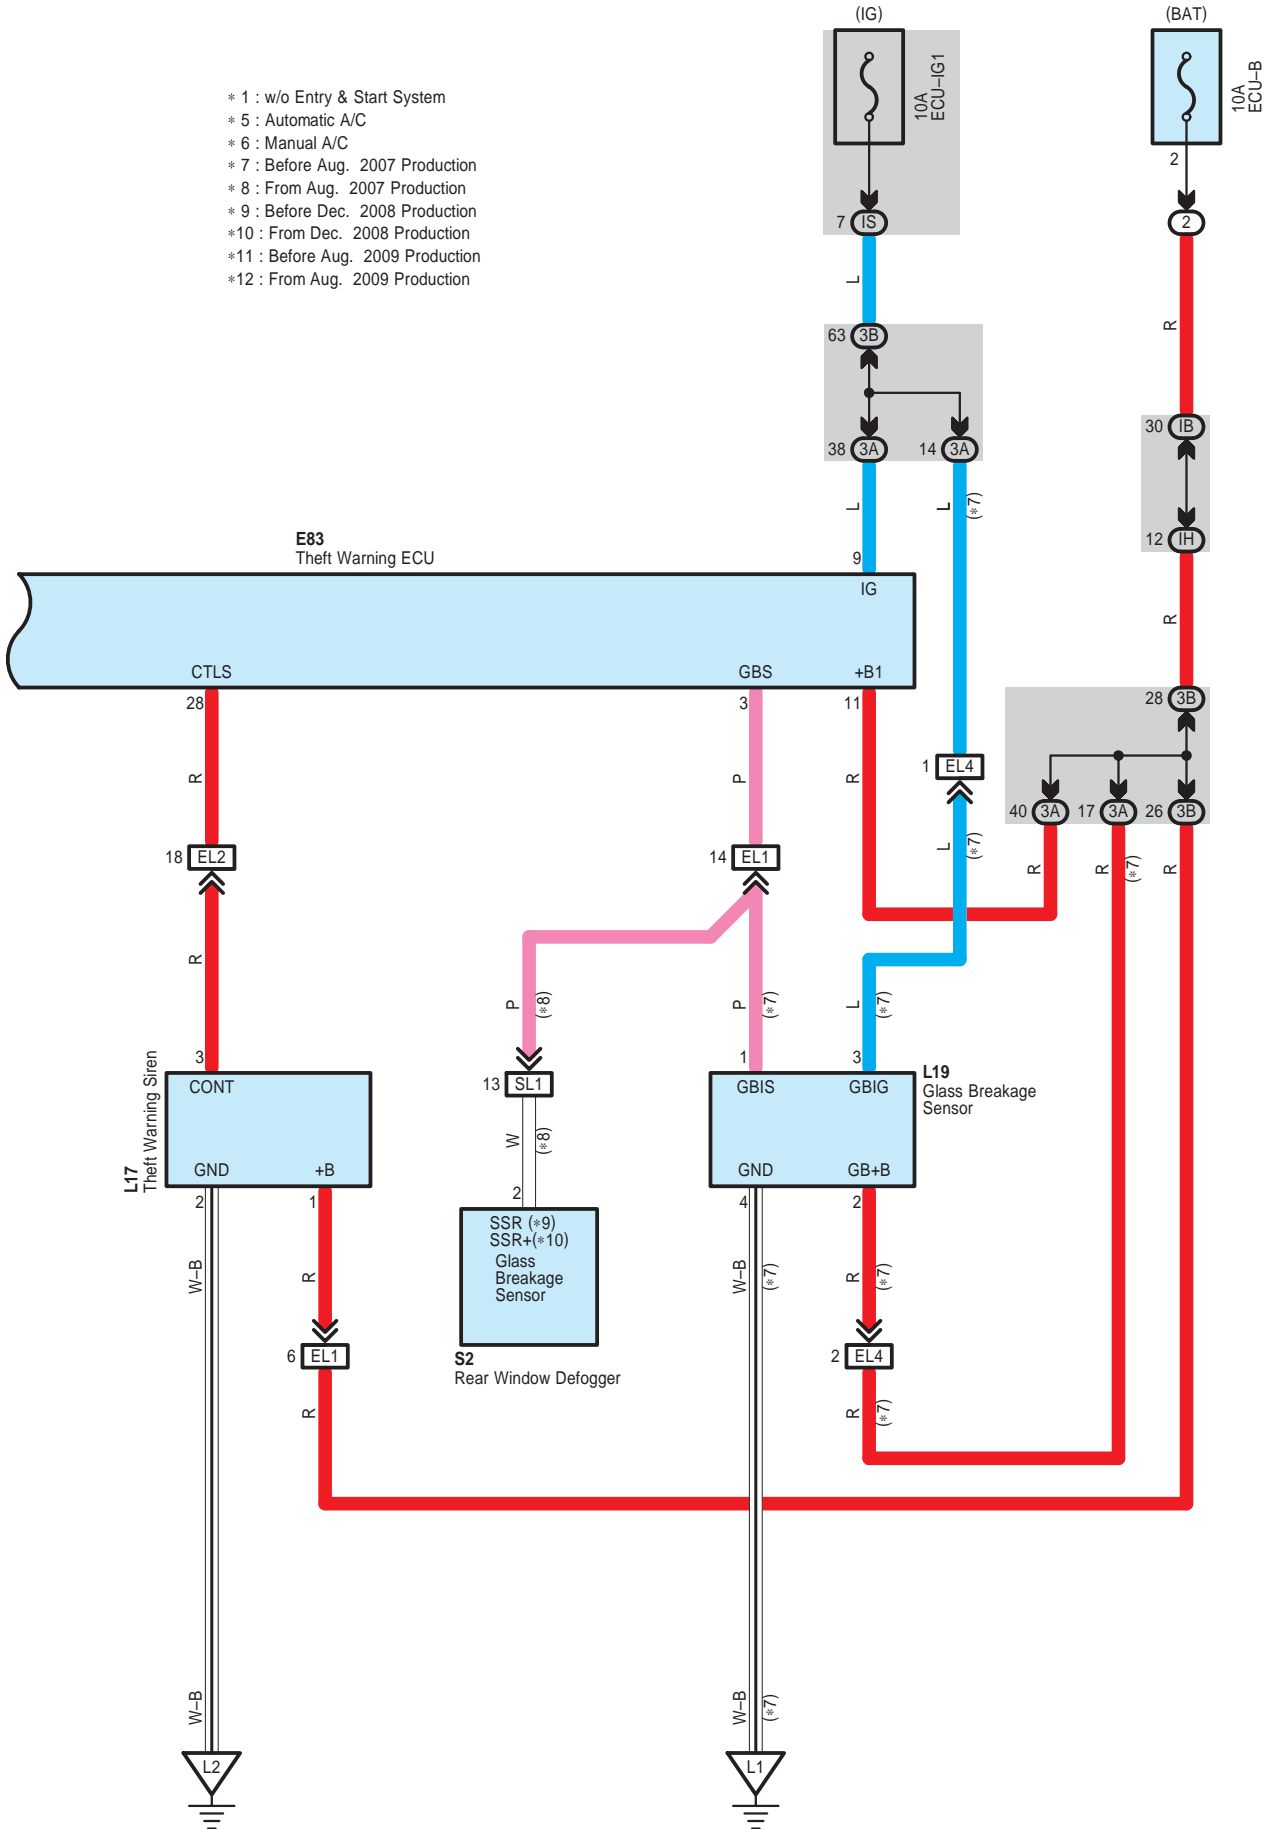 (IG)
(BAT)
10A
ECU–IG1
10A
ECU–B
∗ 1 : w/o Entry & Start System
∗ 5 : Automatic A/C
∗ 6 : Manual A/C
∗ 7 : Before Aug. 2007 Production
∗ 8 : From Aug. 2007 Production
∗ 9 : Before Dec. 2008 Production
∗10 : From Dec. 2008 Production
∗11 : Before Aug. 2009 Production
∗12 : From Aug. 2009 Production
2
7 IS
2
L
R
63 3B
30 IB
38 3A
14 3A
L
L
(∗7)
12 IH
E83
Theft Warning ECU
9
IG
R
CTLS
GBS
+B1
28
3
11
28 3B
R
P
R
1 EL4
40 3A
17 3A
26 3B
18 EL2
14 EL1
L
(∗7)
R
R
(∗7)
R
R
P
(∗8)
P
(∗7)
L
(∗7)
3
1
3
L17
Theft Warning Siren
CONT
13 SL1
GBIS
GBIG
L19
Glass Breakage
Sensor
W
(∗8)
GND
+B
GND
GB+B
2
1
2
4
2
SSR (∗9)
SSR+(∗10)
Glass
Breakage
Sensor
W–B
R
W–B
(∗7)
R
(∗7)
6 EL1
2 EL4
S2
Rear Window Defogger
R
R
(∗7)
W–B
W–B
(∗7)
L2
L1